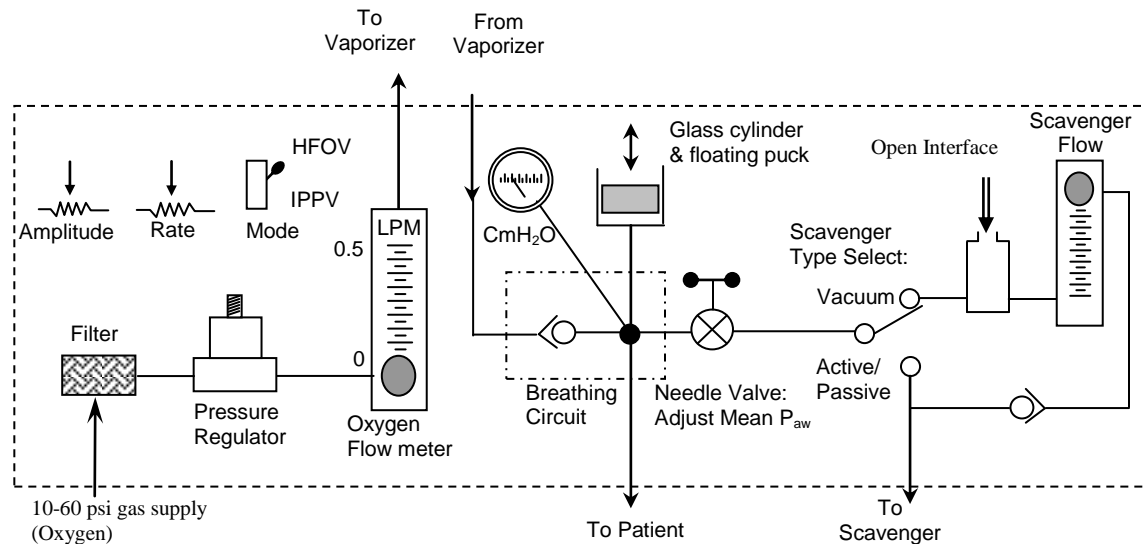 To
Vaporizer
From
Vaporizer
HFOV
IPPV
Amplitude
Rate
Mode
LPM
0.5
0
Filter
Pressure
Regulator
Oxygen
Flow meter
10-60 psi gas supply
(Oxygen)
CmH₂O
Glass cylinder
& floating puck
Breathing
Circuit
Needle Valve:
Adjust Mean Pₐw
To Patient
Scavenger
Type Select:
Vacuum
Active/
Passive
Open Interface
Scavenger
Flow
To
Scavenger